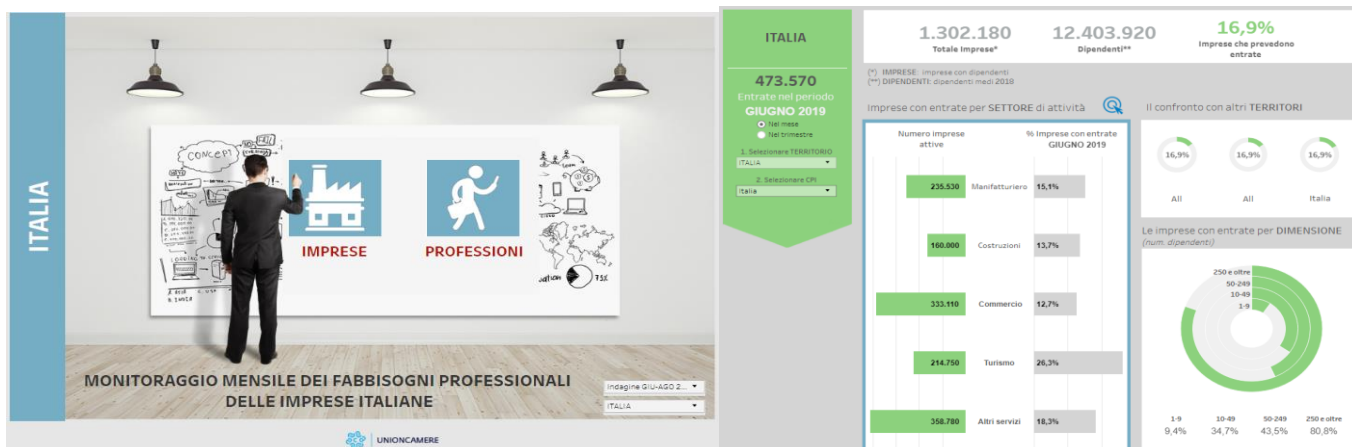 ITALIA
CONCEPT
IMPRESE
PROFESSIONI
75%
MONITORAGGIO MENSILE DEI FABBISOGNI PROFESSIONALI
DELLE IMPRESE ITALIANE
Indagine GIU-AGO 2...
ITALIA
UNIONCAMERE
ITALIA
473.570
Entrate nel periodo
GIUGNO 2019
Nel mese
Nel trimestre
1. Selezionare TERRITORIO
ITALIA
2. Selezionare CPI
Italia
1.302.180
Totale Imprese*
12.403.920
Dipendenti**
16,9%
Imprese che prevedono
entrate
(*) IMPRESE: imprese con dipendenti
(**) DIPENDENTI: dipendenti medi 2018
Imprese con entrate per SETTORE di attività
Numero imprese
attive
% Imprese con entrate
GIUGNO 2019
235.530 Manifatturiero 15,1%
160.000 Costruzioni 13,7%
333.110 Commercio 12,7%
214.750 Turismo 26,3%
358.780 Altri servizi 18,3%
Il confronto con altri TERRITORI
16,9% 16,9% 16,9%
All All Italia
Le imprese con entrate per DIMENSIONE
(num. dipendenti)
250 e oltre
50-249
10-49
1-9
1-9 10-49 50-249 250 e oltre
9,4% 34,7% 43,5% 80,8%